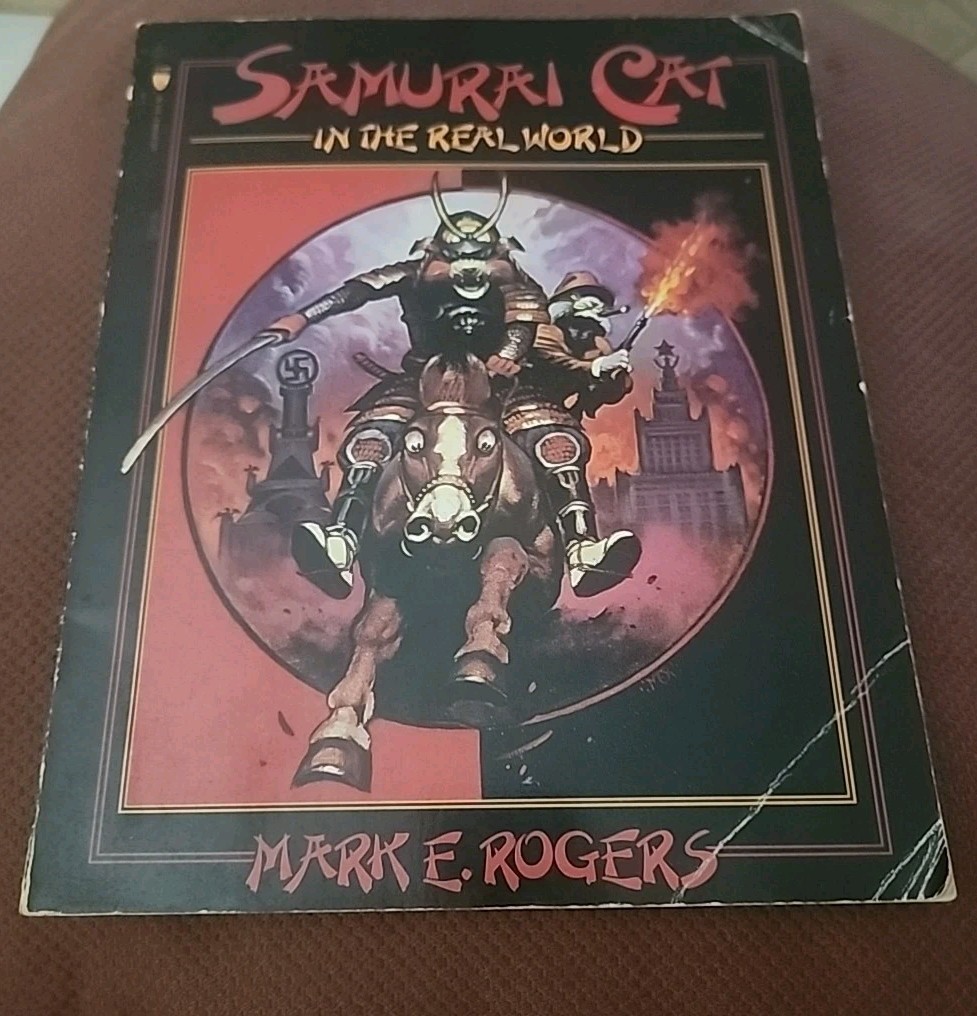 SAMURAI CAT
IN THE REAL WORLD
MARK E. ROGERS